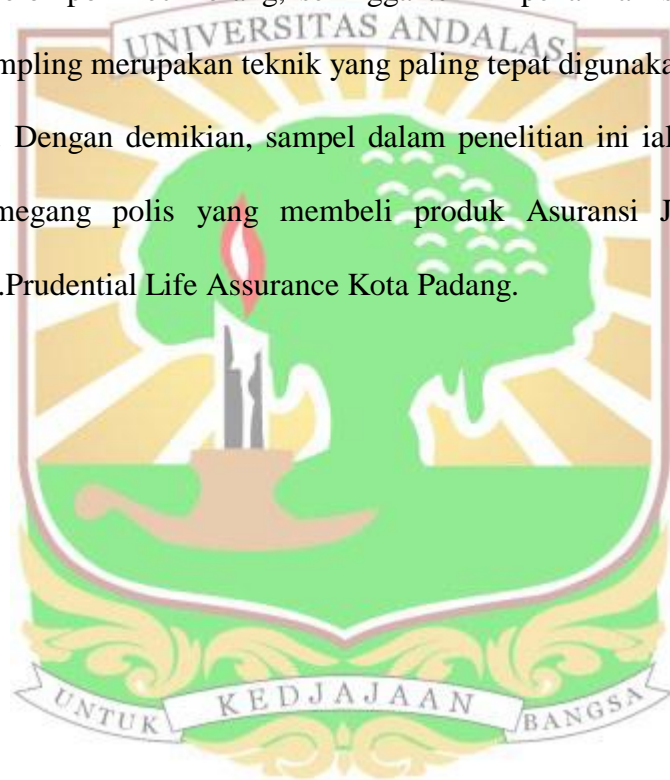 UNIVERSITAS ANDALAS
mpling merupakan teknik yang paling tepat digunaka
Dengan demikian, sampel dalam penelitian ini ial
megang polis yang membeli produk Asuransi J
.Prudential Life Assurance Kota Padang.
UNTUK KEDJAJAAN BANGSA